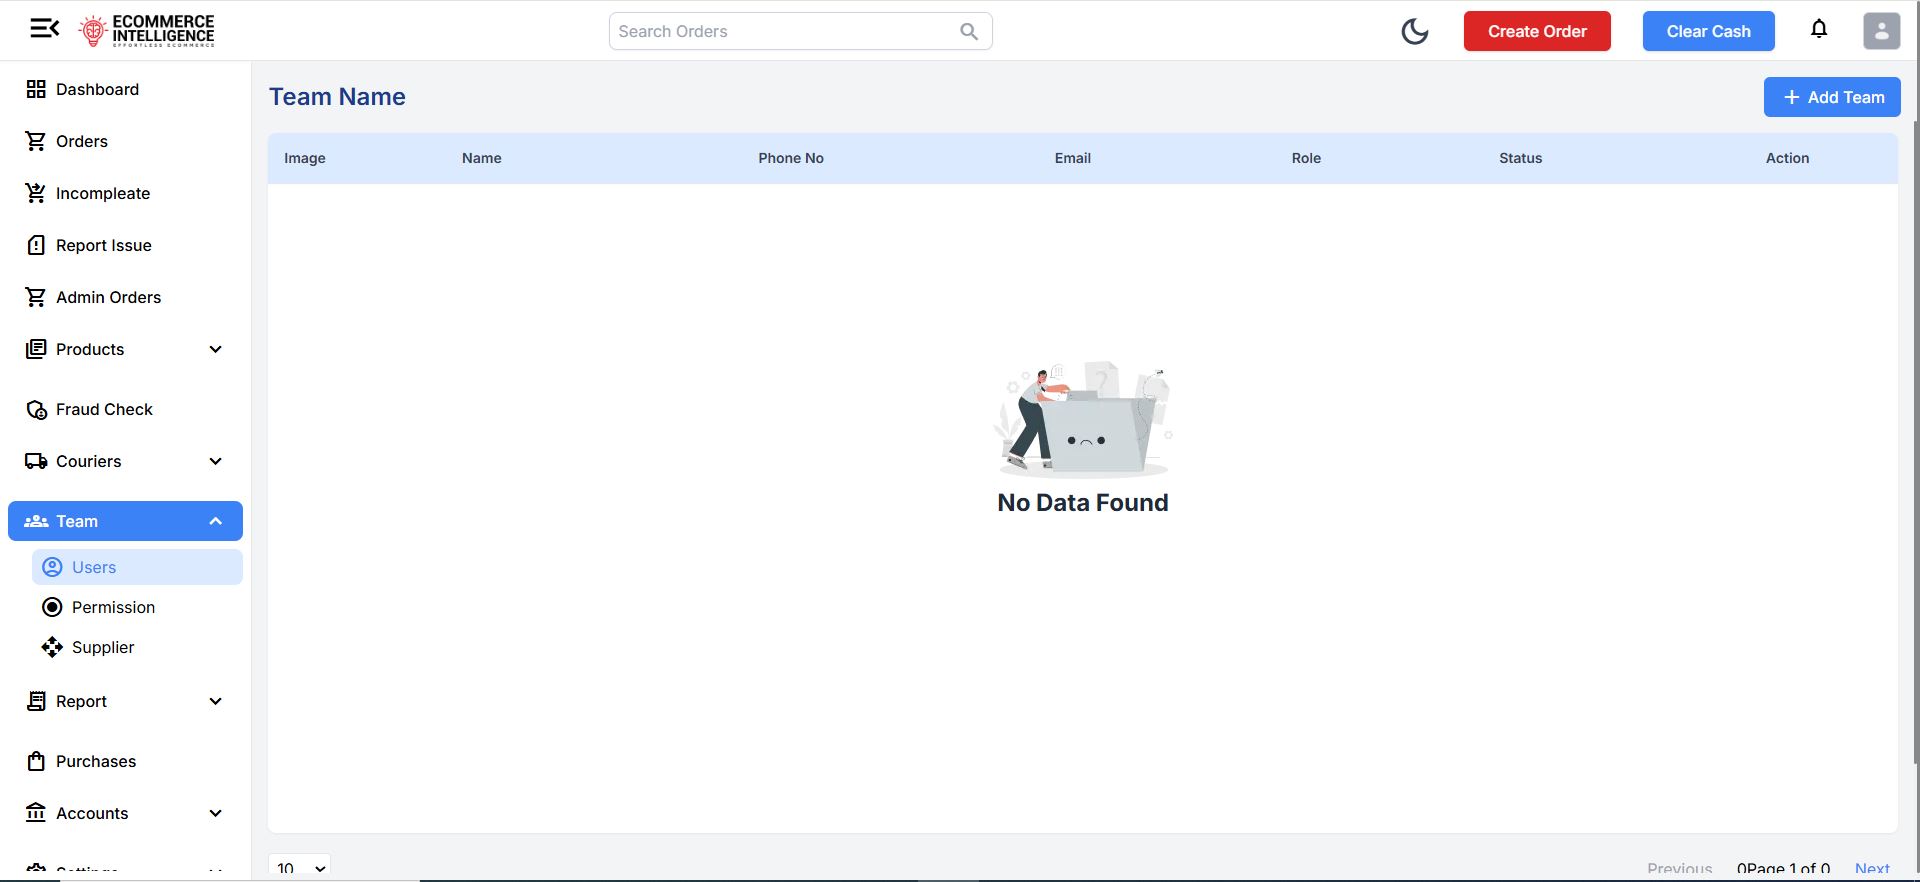 ECOMMERCE
INTELLIGENCE
EFFORTLESS ECOMMERCE
Search Orders
Create Order
Clear Cash
Dashboard
Orders
Incompleate
Report Issue
Admin Orders
Products
Fraud Check
Couriers
Team
Users
Permission
Supplier
Report
Purchases
Accounts
Settings
Team Name
+ Add Team
Image Name Phone No Email Role Status Action
?
No Data Found
10
Previous 0Page 1 of 0 Next